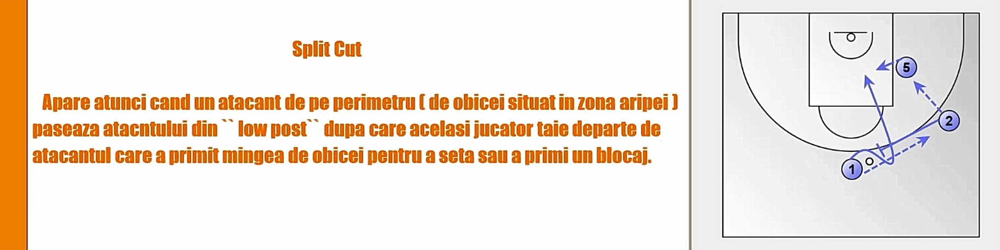 Split Cut
Apare atunci cand un atacant de pe perimetru ( de obicei situat in zona aripei )
paseaza atacntului din `` low post`` dupa care acelasi jucator taie departe de
atacantul care a primit mingea de obicei pentru a seta sau a primi un blocaj.
5
2
1